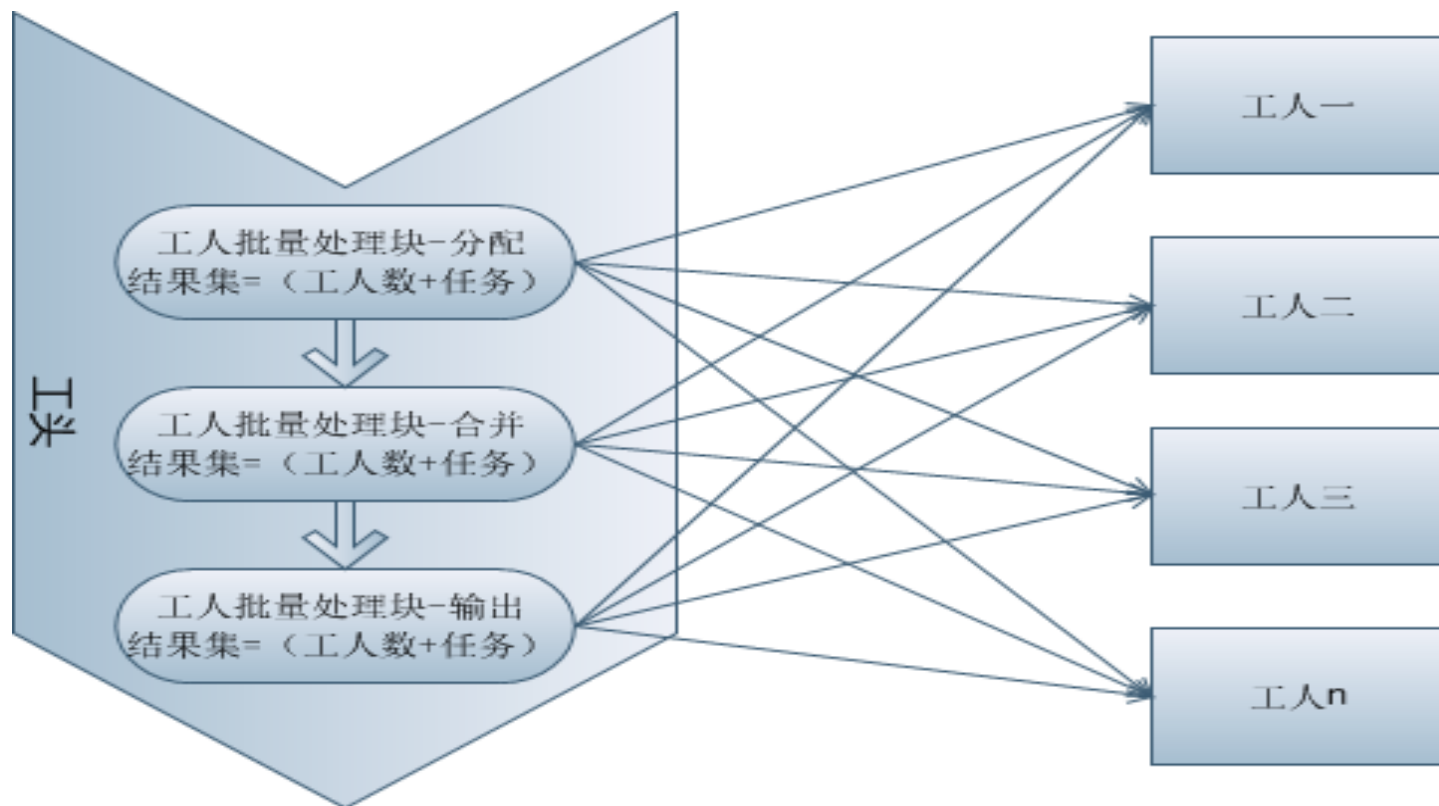 工头
工人批量处理块-分配
结果集=（工人数+任务）
工人批量处理块-合并
结果集=（工人数+任务）
工人批量处理块-输出
结果集=（工人数+任务）
工人一
工人二
工人三
工人n